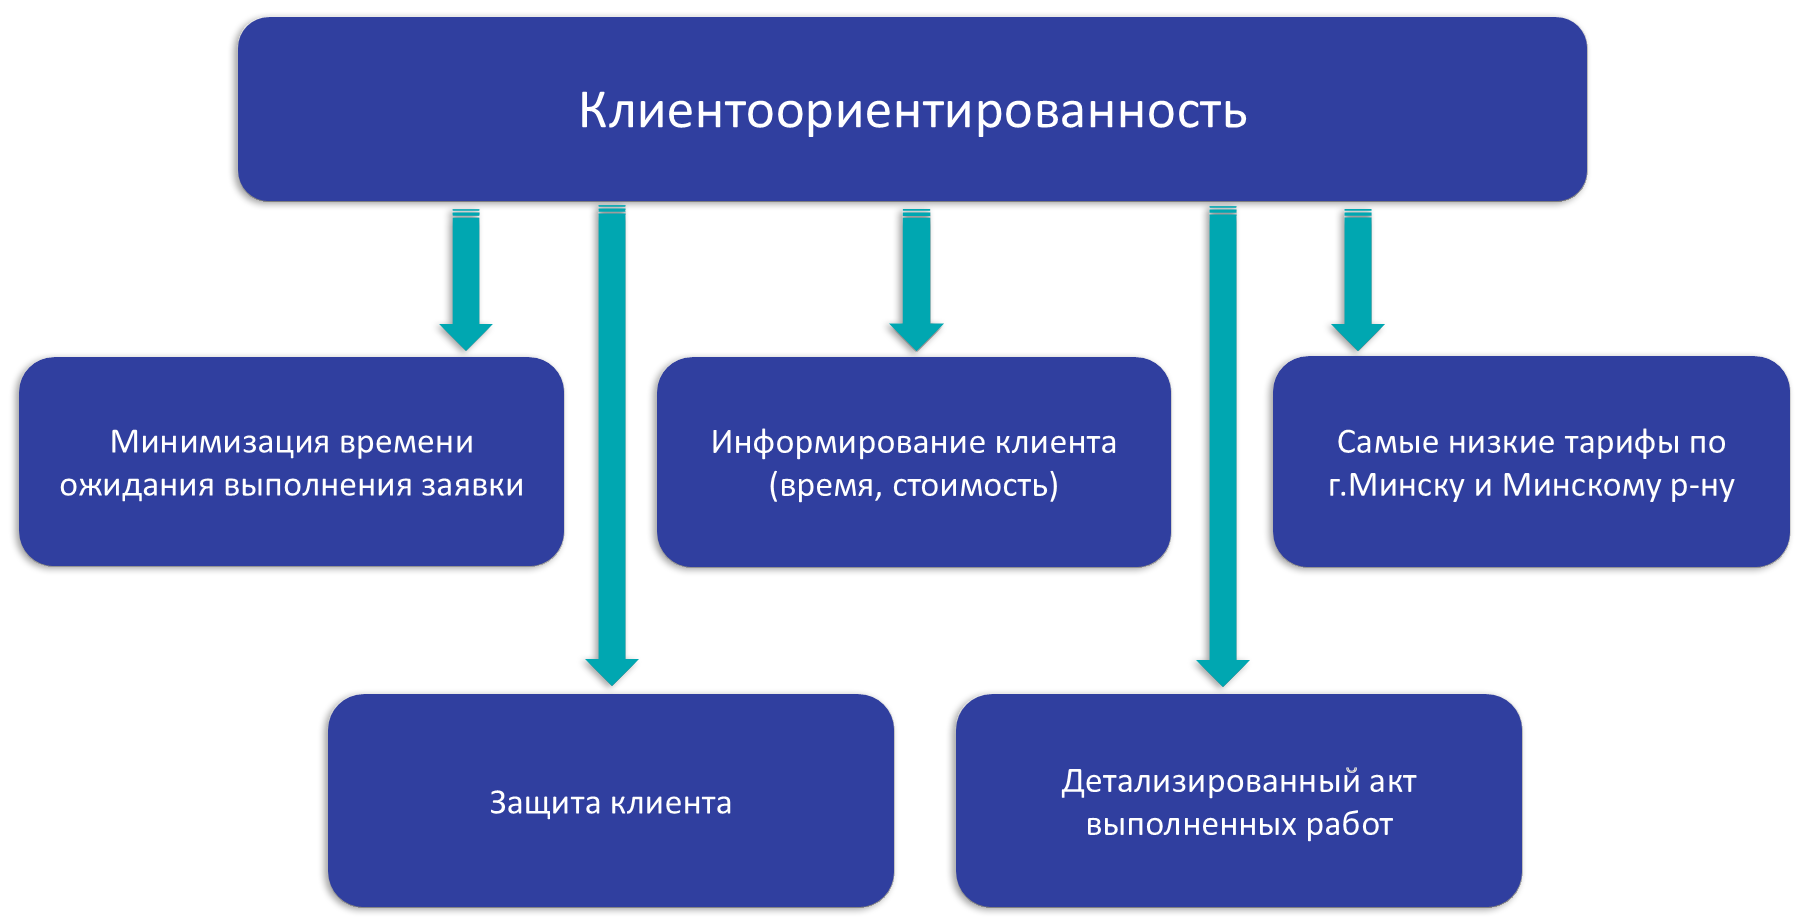 Клиентоориентированность
Минимизация времени
ожидания выполнения заявки
Информирование клиента
(время, стоимость)
Самые низкие тарифы по
г.Минску и Минскому р-ну
Защита клиента
Детализированный акт
выполненных работ